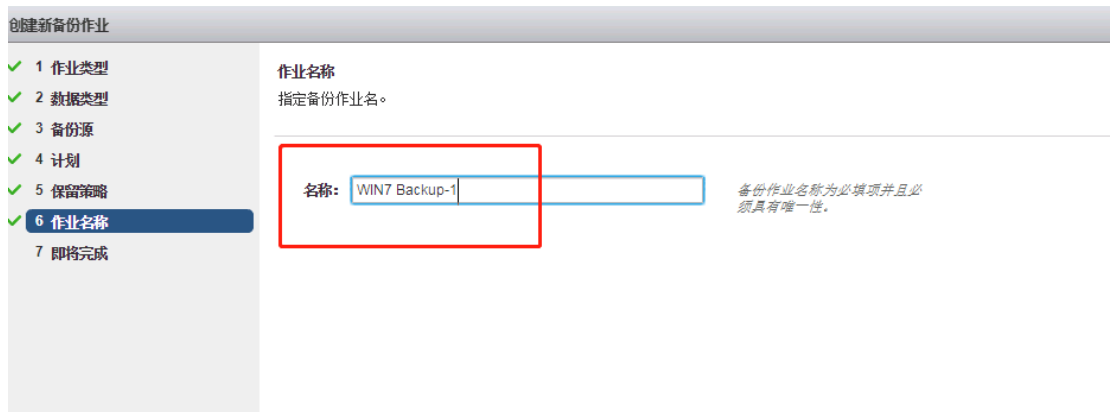 创建新备份作业
1 作业类型
2 数据类型
3 备份源
4 计划
5 保留策略
6 作业名称
7 即将完成
作业名称
指定备份作业名。
名称: WIN7 Backup-1
备份作业名称为必填项并且必
须具有唯一性。